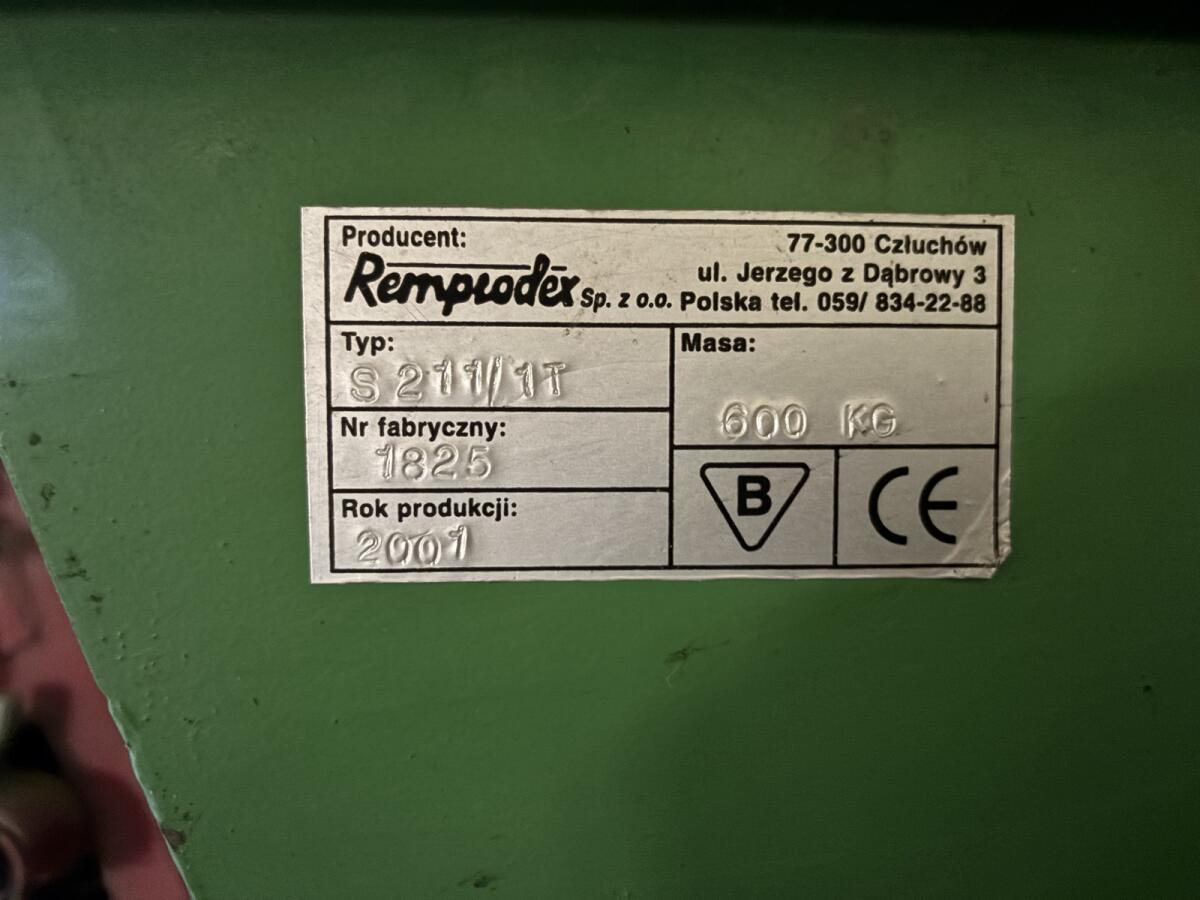 Producent:
77-300 Człuchów
Remprodex Sp. z o.o.
ul. Jerzego z Dąbrowy 3
Polska tel. 059/ 834-22-88
Typ:
S 211/1T
Masa:
600 KG
Nr fabryczny:
1825
Rok produkcji:
2001
B
CE